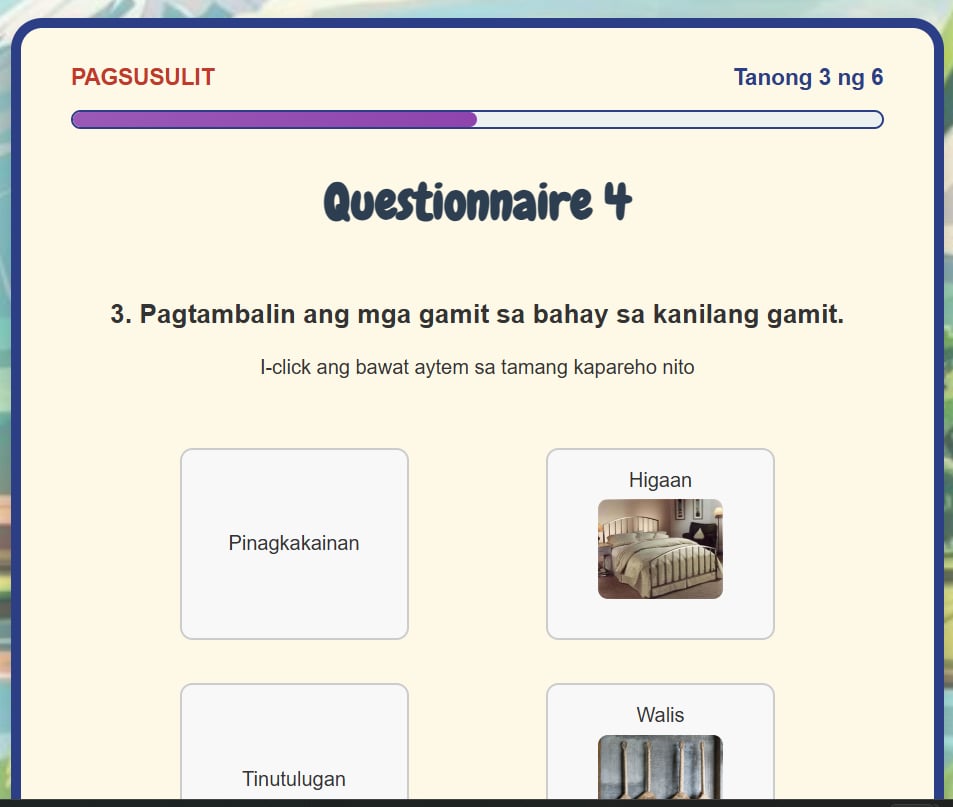 PAGSUSULIT
Tanong 3 ng 6
Questionnaire 4
3. Pagtambalin ang mga gamit sa bahay sa kanilang gamit.
I-click ang bawat aytem sa tamang kapareho nito
Pinagkakainan
Higaan
Tinutulugan
Walis